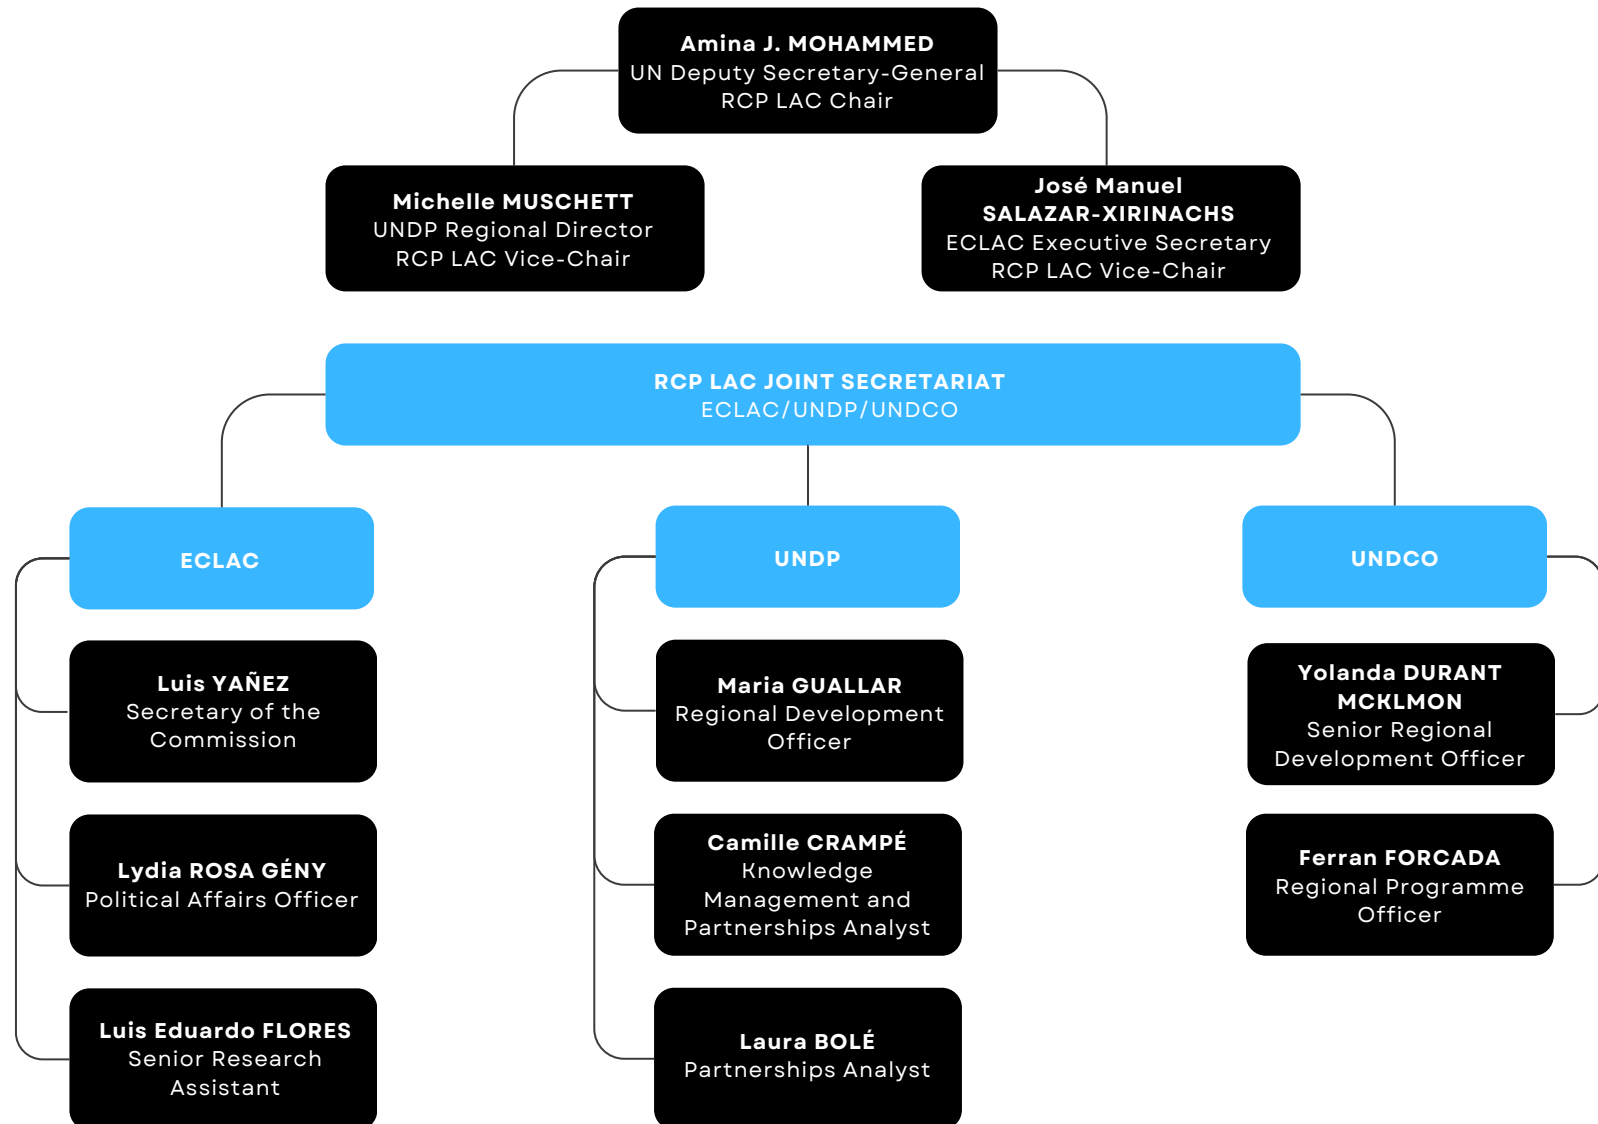 Amina J. MOHAMMED
UN Deputy Secretary-General
RCP LAC Chair
Michelle MUSCHETT
UNDP Regional Director
RCP LAC Vice-Chair
José Manuel
SALAZAR-XIRINACHS
ECLAC Executive Secretary
RCP LAC Vice-Chair
RCP LAC JOINT SECRETARIAT
ECLAC/UNDP/UNDCO
ECLAC
UNDP
UNDCO
Luis YAÑEZ
Secretary of the
Commission
Maria GUALLAR
Regional Development
Officer
Yolanda DURANT
MCKLMON
Senior Regional
Development Officer
Lydia ROSA GÉNY
Political Affairs Officer
Camille CRAMPÉ
Knowledge
Management and
Partnerships Analyst
Ferran FORCADA
Regional Programme
Officer
Luis Eduardo FLORES
Senior Research
Assistant
Laura BOLÉ
Partnerships Analyst